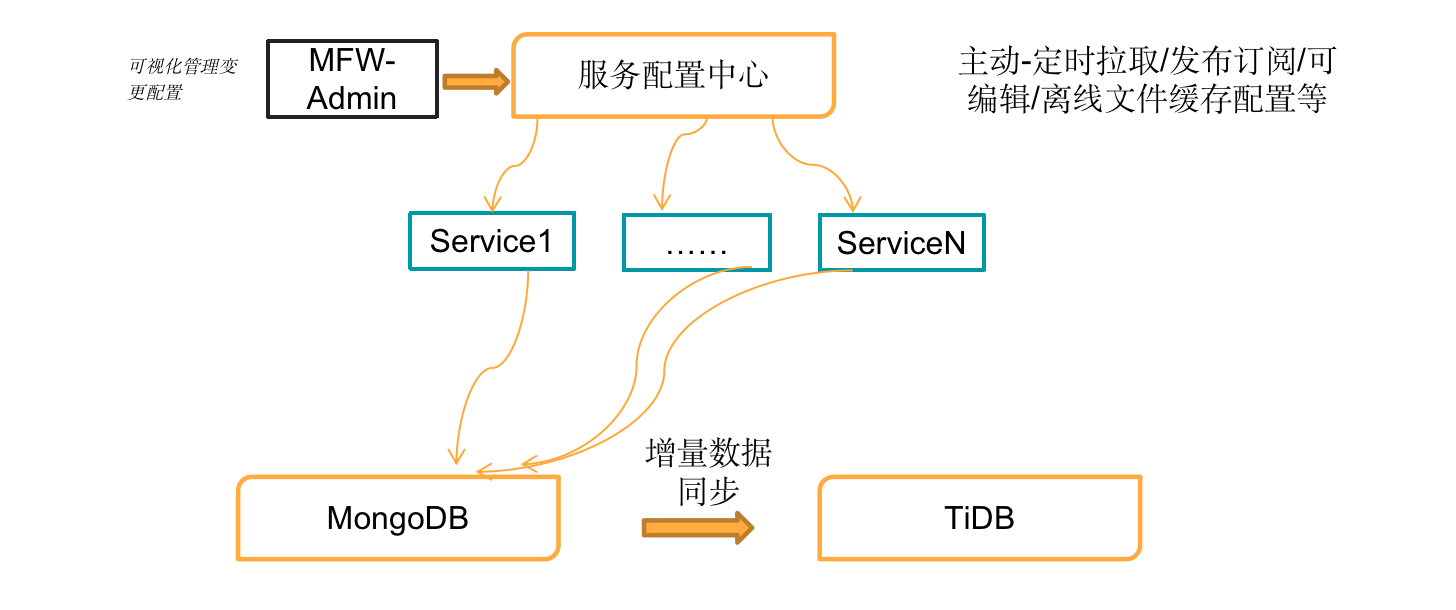 可视化管理变
更配置
MFW-
Admin
服务配置中心
主动-定时拉取/发布订阅/可
编辑/离线文件缓存配置等
Service1
……
ServiceN
增量数据
同步
MongoDB
TiDB